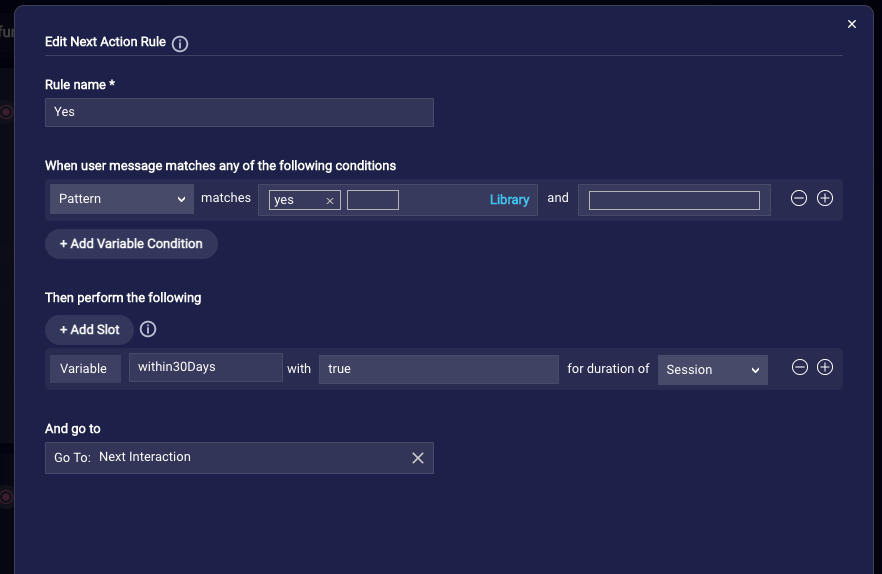 fur
Edit Next Action Rule
Rule name *
Yes
When user message matches any of the following conditions
Pattern matches yes × Library and
+ Add Variable Condition
Then perform the following
+ Add Slot
Variable within30Days with true for duration of Session
And go to
Go To: Next Interaction